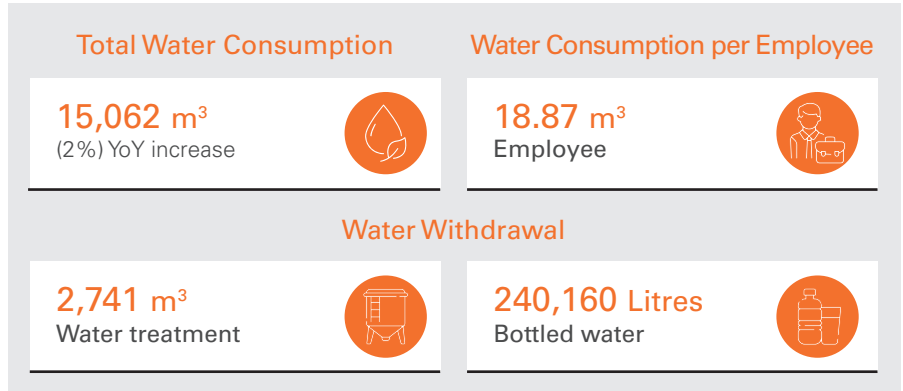 Total Water Consumption
Water Consumption per Employee
15,062 m³
(2%) YoY increase
18.87 m³
Employee
Water Withdrawal
2,741 m³
Water treatment
240,160 Litres
Bottled water